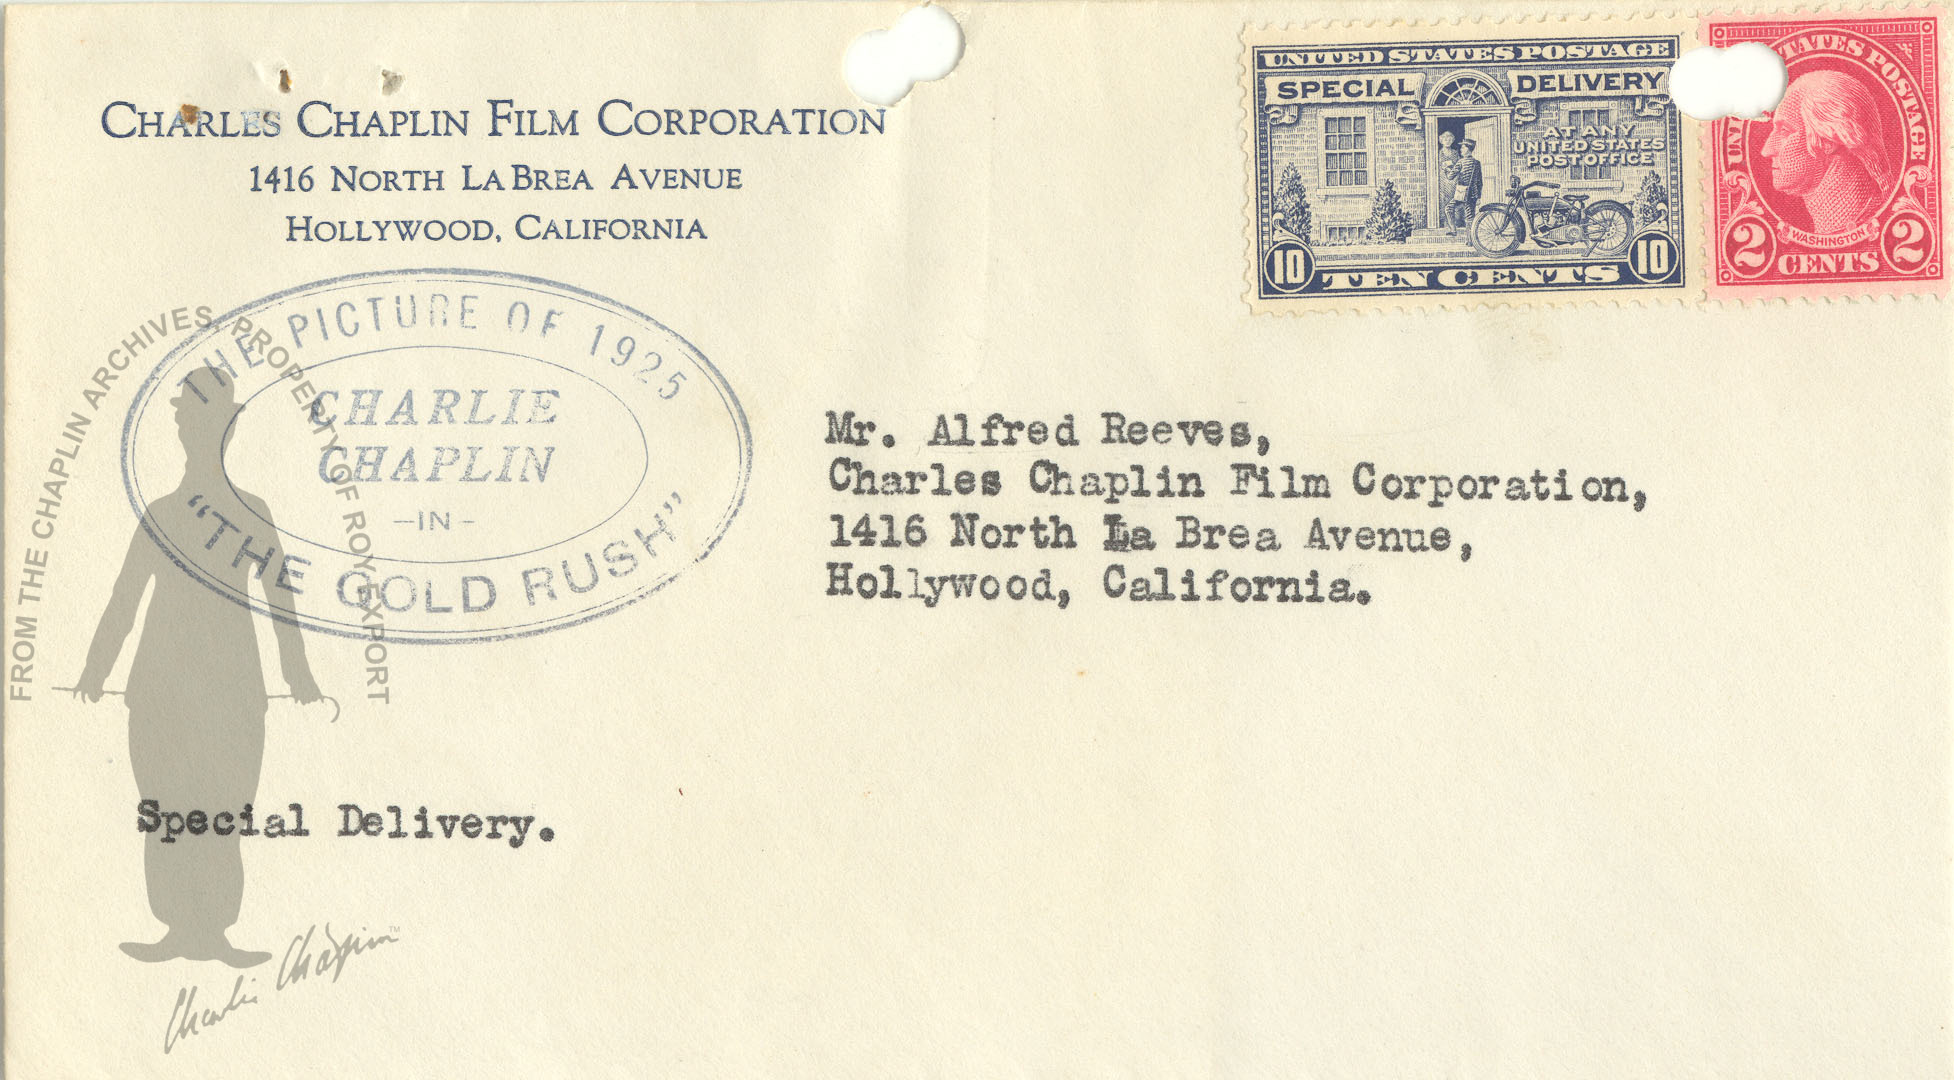 CHARLES CHAPLIN FILM CORPORATION
1416 NORTH LA BREA AVENUE
HOLLYWOOD, CALIFORNIA
UNITED STATES POSTAGE
SPECIAL DELIVERY
AT ANY
UNITED STATES
POST OFFICE
10 TEN CENTS 10
STATES POSTAGE
WASHINGTON
2 CENTS 2
THE PICTURE OF 1925
CHARLIE
CHAPLIN
-IN-
"THE GOLD RUSH"
FROM THE CHAPLIN ARCHIVES, PROPERTY OF ROY EXPORT
Mr. Alfred Reeves,
Charles Chaplin Film Corporation,
1416 North La Brea Avenue,
Hollywood, California.
Special Delivery.
Charlie Chaplin™